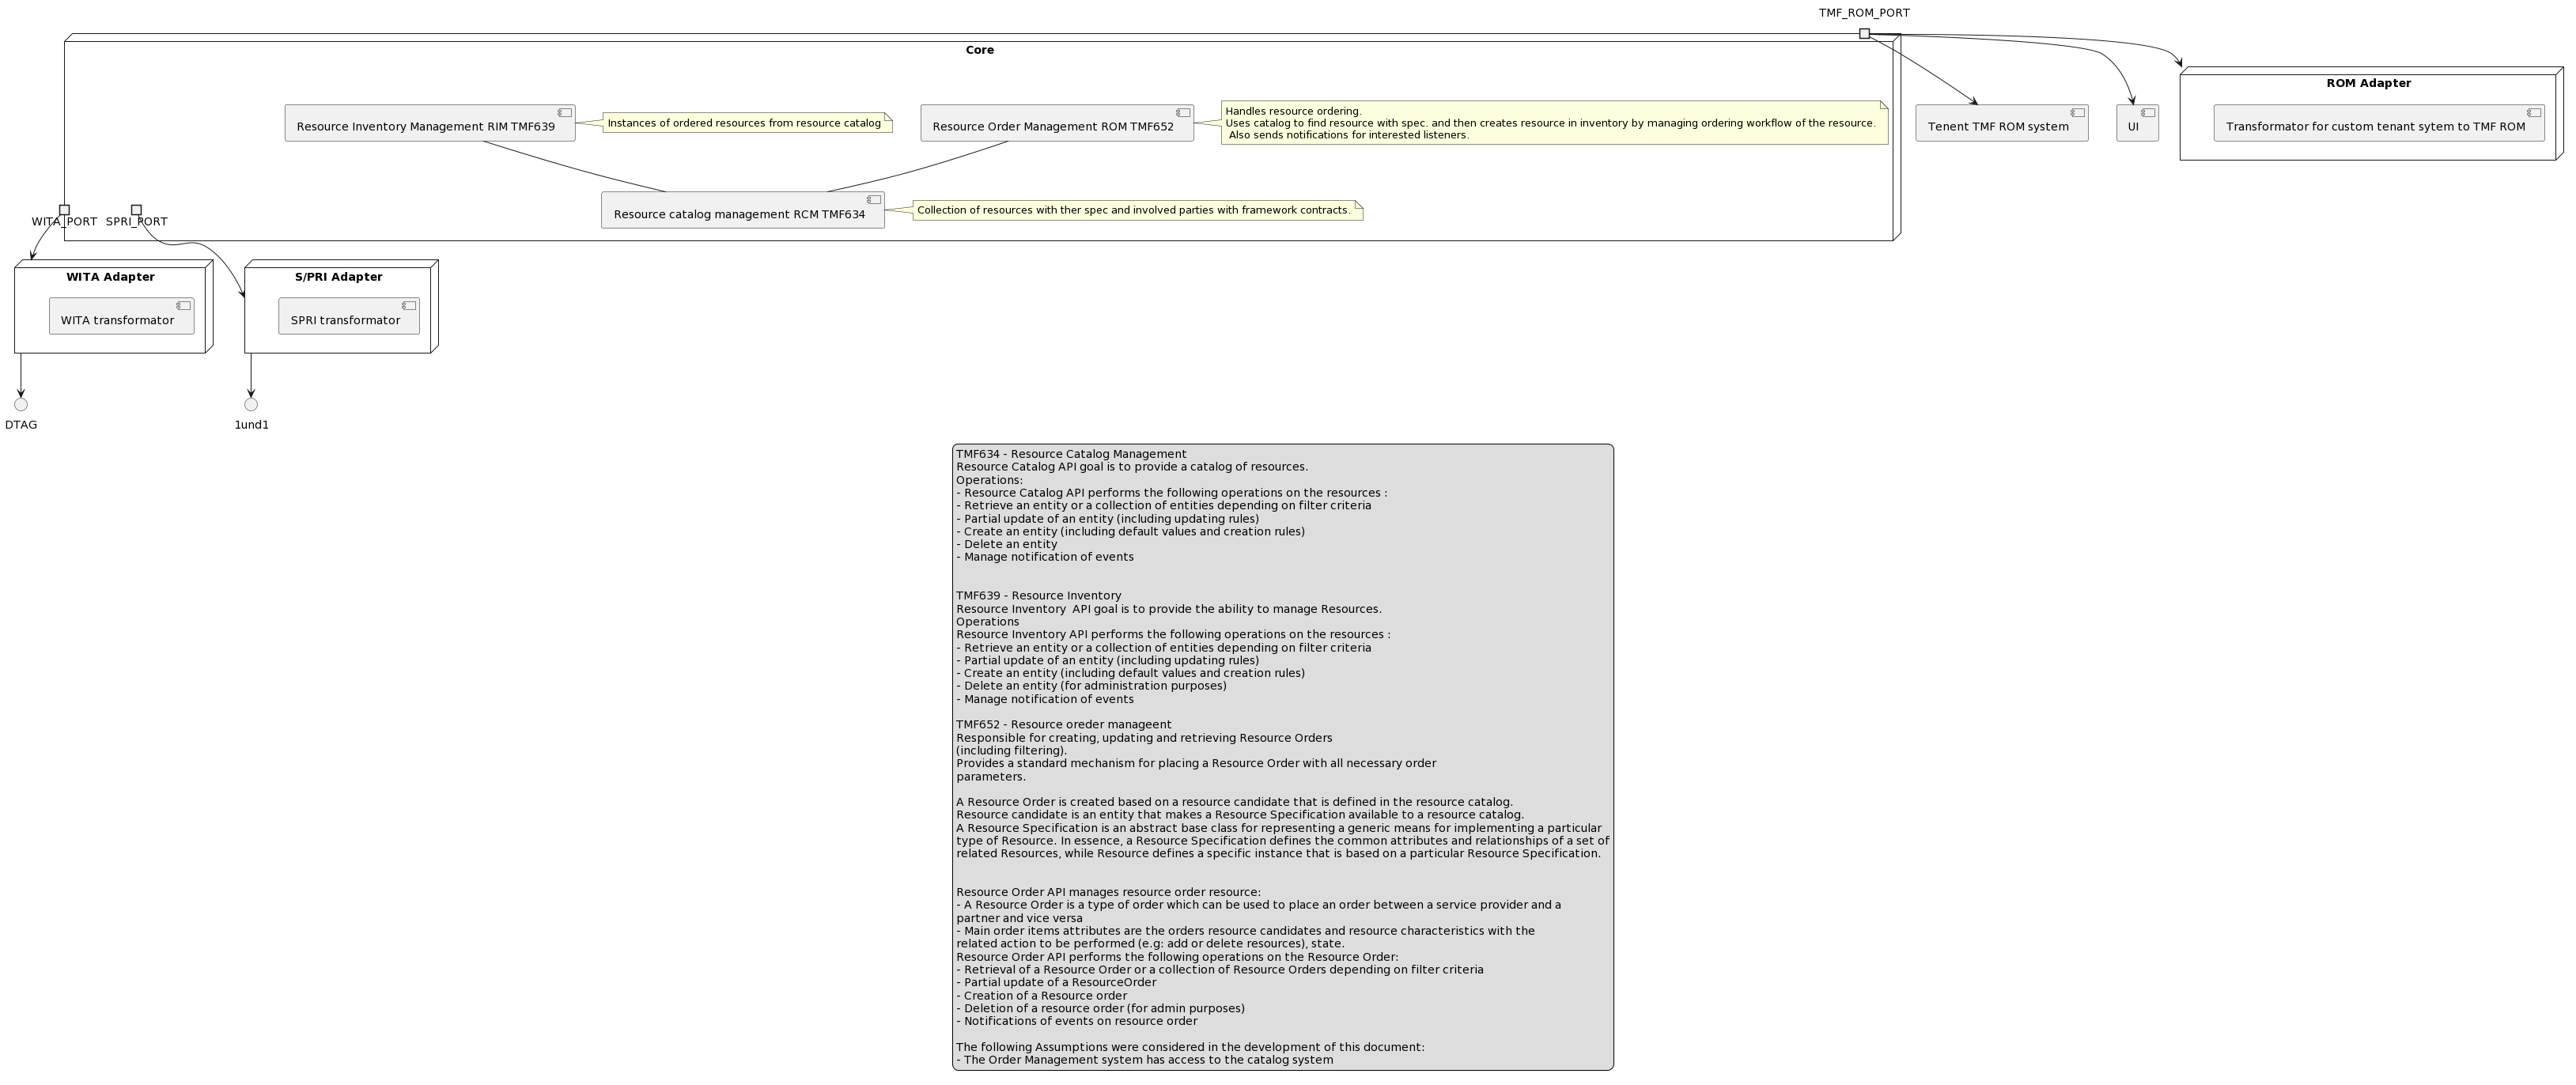 TMF_ROM_PORT
Core
ROM Adapter
Resource Inventory Management RIM TMF639
Instances of ordered resources from resource catalog
Resource Order Management ROM TMF652
Handles resource ordering.
Uses catalog to find resource with spec. and then creates resource in inventory by managing ordering workflow of the resource.
Also sends notifications for interested listeners.
Tenent TMF ROM system
UI
Transformator for custom tenant sytem to TMF ROM
Resource catalog management RCM TMF634
Collection of resources with ther spec and involved parties with framework contracts.
WITA_PORT
SPRI_PORT
WITA Adapter
S/PRI Adapter
WITA transformator
SPRI transformator
DTAG
1und1
TMF634 - Resource Catalog Management
Resource Catalog API goal is to provide a catalog of resources.
Operations:
- Resource Catalog API performs the following operations on the resources :
- Retrieve an entity or a collection of entities depending on filter criteria
- Partial update of an entity (including updating rules)
- Create an entity (including default values and creation rules)
- Delete an entity
- Manage notification of events
TMF639 - Resource Inventory
Resource Inventory  API goal is to provide the ability to manage Resources.
Operations
Resource Inventory API performs the following operations on the resources :
- Retrieve an entity or a collection of entities depending on filter criteria
- Partial update of an entity (including updating rules)
- Create an entity (including default values and creation rules)
- Delete an entity (for administration purposes)
- Manage notification of events
TMF652 - Resource oreder manageent
Responsible for creating, updating and retrieving Resource Orders
(including filtering).
Provides a standard mechanism for placing a Resource Order with all necessary order
parameters.
A Resource Order is created based on a resource candidate that is defined in the resource catalog.
Resource candidate is an entity that makes a Resource Specification available to a resource catalog.
A Resource Specification is an abstract base class for representing a generic means for implementing a particular
type of Resource. In essence, a Resource Specification defines the common attributes and relationships of a set of
related Resources, while Resource defines a specific instance that is based on a particular Resource Specification.
Resource Order API manages resource order resource:
- A Resource Order is a type of order which can be used to place an order between a service provider and a
partner and vice versa
- Main order items attributes are the orders resource candidates and resource characteristics with the
related action to be performed (e.g: add or delete resources), state.
Resource Order API performs the following operations on the Resource Order:
- Retrieval of a Resource Order or a collection of Resource Orders depending on filter criteria
- Partial update of a ResourceOrder
- Creation of a Resource order
- Deletion of a resource order (for admin purposes)
- Notifications of events on resource order
The following Assumptions were considered in the development of this document:
- The Order Management system has access to the catalog system